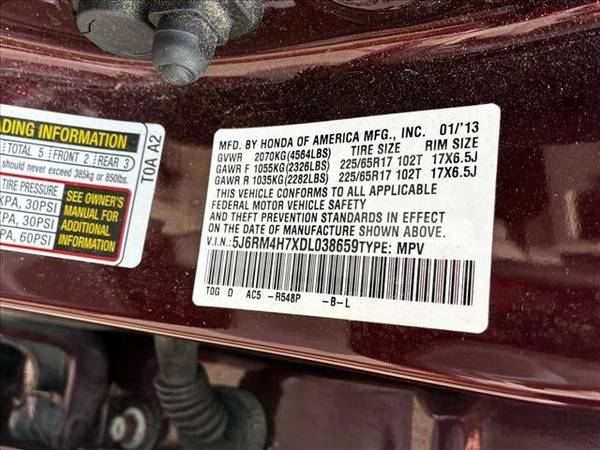 ADING INFORMATION
TOTAL 5 FRONT 2 REAR 3
should never exceed 385kg or 850lbs.
TIRE PRESSURE
KPA, 30PSI
KPA, 30PSI
KPA, 60PSI
SEE OWNER'S
MANUAL FOR
ADDITIONAL
INFORMATION
T0A A2
MFD. BY HONDA OF AMERICA MFG., INC. 01/'13
GVWR 2070KG(4564LBS) TIRE SIZE RIM SIZE
GAWR F 1055KG(2326LBS) 225/65R17 102T 17X6.5J
GAWR R 1035KG(2282LBS) 225/65R17 102T 17X6.5J
THIS VEHICLE CONFORMS TO ALL APPLICABLE
FEDERAL MOTOR VEHICLE SAFETY
AND THEFT PREVENTION STANDARDS IN EFFECT
ON THE DATE OF MANUFACTURE SHOWN ABOVE.
V.I.N.:5J6RM4H7XDL038659TYPE: MPV
T0G D AC5 -R548P -B-L